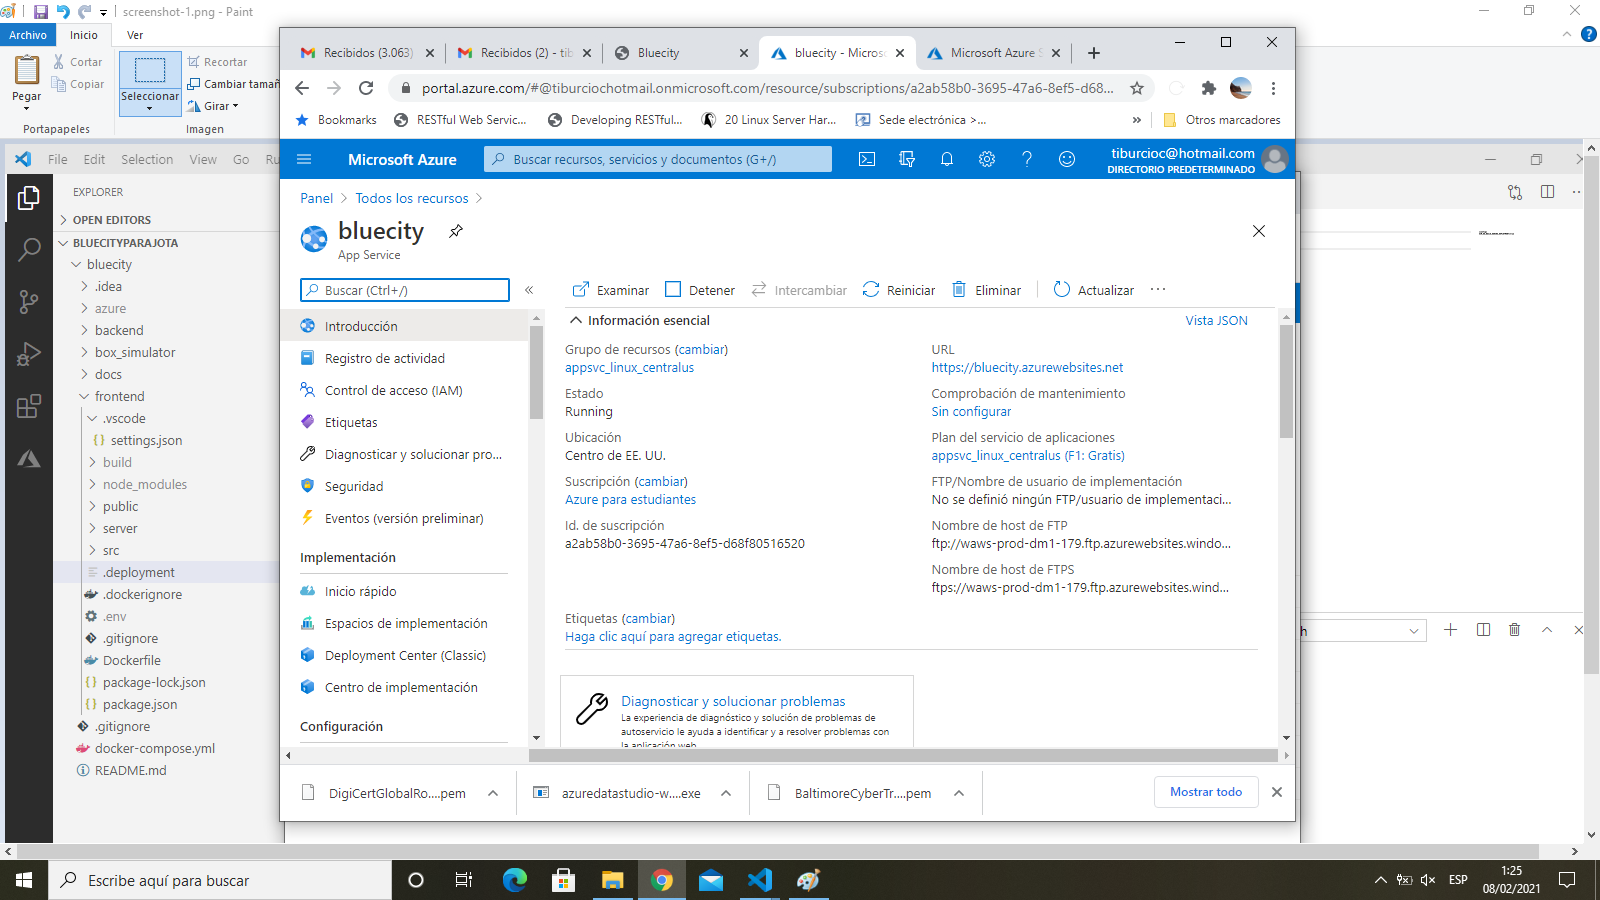 screenshot-1.png - Paint
Archivo
Inicio
Ver
Pegar
Cortar
Copiar
Portapapeles
Seleccionar
Recortar
Cambiar tamañ
Girar
Imagen
Recibidos (3.063)
Recibidos (2) - tib
Bluecity
bluecity - Microso
Microsoft Azure S
portal.azure.com/#@tiburciochotmail.onmicrosoft.com/resource/subscriptions/a2ab58b0-3695-47a6-8ef5-d68...
Bookmarks
RESTful Web Servic...
Developing RESTful...
20 Linux Server Har...
Sede electrónica >...
»
Otros marcadores
File Edit Selection View Go Ru
EXPLORER
OPEN EDITORS
BLUECITYPARAJOTA
bluecity
.idea
azure
backend
box_simulator
docs
frontend
.vscode
settings.json
build
node_modules
public
server
src
.deployment
.dockerignore
.env
.gitignore
Dockerfile
package-lock.json
package.json
.gitignore
docker-compose.yml
README.md
Microsoft Azure
Buscar recursos, servicios y documentos (G+/)
tiburcioc@hotmail.com
DIRECTORIO PREDETERMINADO
Panel > Todos los recursos >
bluecity
App Service
Buscar (Ctrl+/)
«
Examinar
Detener
Intercambiar
Reiniciar
Eliminar
Actualizar
...
Introducción
Registro de actividad
Control de acceso (IAM)
Etiquetas
Diagnosticar y solucionar pro...
Seguridad
Eventos (versión preliminar)
Implementación
Inicio rápido
Espacios de implementación
Deployment Center (Classic)
Centro de implementación
Configuración
Información esencial
Vista JSON
Grupo de recursos (cambiar)
appsvc_linux_centralus
Estado
Running
Ubicación
Centro de EE. UU.
Suscripción (cambiar)
Azure para estudiantes
Id. de suscripción
a2ab58b0-3695-47a6-8ef5-d68f80516520
URL
https://bluecity.azurewebsites.net
Comprobación de mantenimiento
Sin configurar
Plan del servicio de aplicaciones
appsvc_linux_centralus (F1: Gratis)
FTP/Nombre de usuario de implementación
No se definió ningún FTP/usuario de implementaci...
Nombre de host de FTP
ftp://waws-prod-dm1-179.ftp.azurewebsites.windo...
Nombre de host de FTPS
ftps://waws-prod-dm1-179.ftp.azurewebsites.wind...
Etiquetas (cambiar)
Haga clic aquí para agregar etiquetas.
Diagnosticar y solucionar problemas
La experiencia de diagnóstico y solución de problemas de
autoservicio le ayuda a identificar y a resolver problemas con
la aplicación web
h
DigiCertGlobalRo....pem
azuredatastudio-w....exe
BaltimoreCyberTr....pem
Mostrar todo
Escribe aquí para buscar
ESP
1:25
08/02/2021